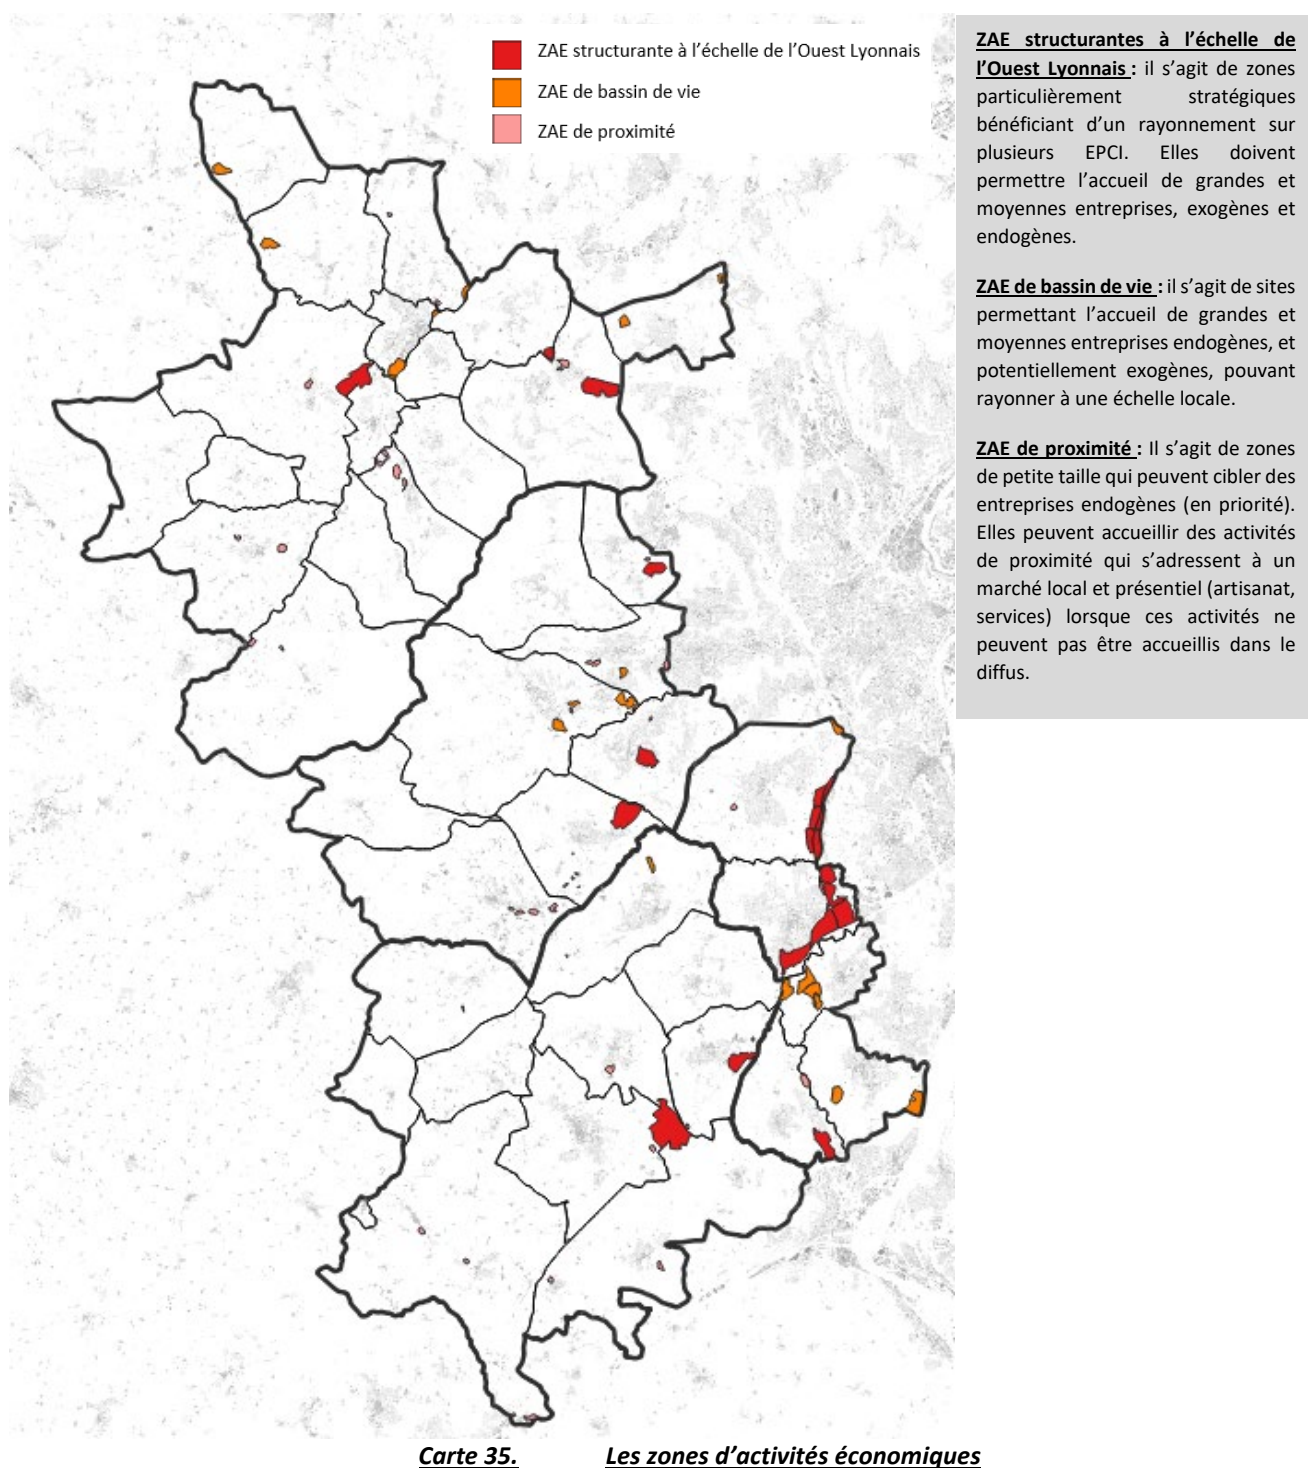 ZAE structurante à l’échelle de l’Ouest Lyonnais
ZAE de bassin de vie
ZAE de proximité
ZAE structurantes à l’échelle de
l’Ouest Lyonnais : il s’agit de zones
particulièrement stratégiques
bénéficiant d’un rayonnement sur
plusieurs EPCI. Elles doivent
permettre l’accueil de grandes et
moyennes entreprises, exogènes et
endogènes.
ZAE de bassin de vie : il s’agit de sites
permettant l’accueil de grandes et
moyennes entreprises endogènes, et
potentiellement exogènes, pouvant
rayonner à une échelle locale.
ZAE de proximité : Il s’agit de zones
de petite taille qui peuvent cibler des
entreprises endogènes (en priorité).
Elles peuvent accueillir des activités
de proximité qui s’adressent à un
marché local et présentiel (artisanat,
services) lorsque ces activités ne
peuvent pas être accueillis dans le
diffus.
Carte 35. Les zones d’activités économiques